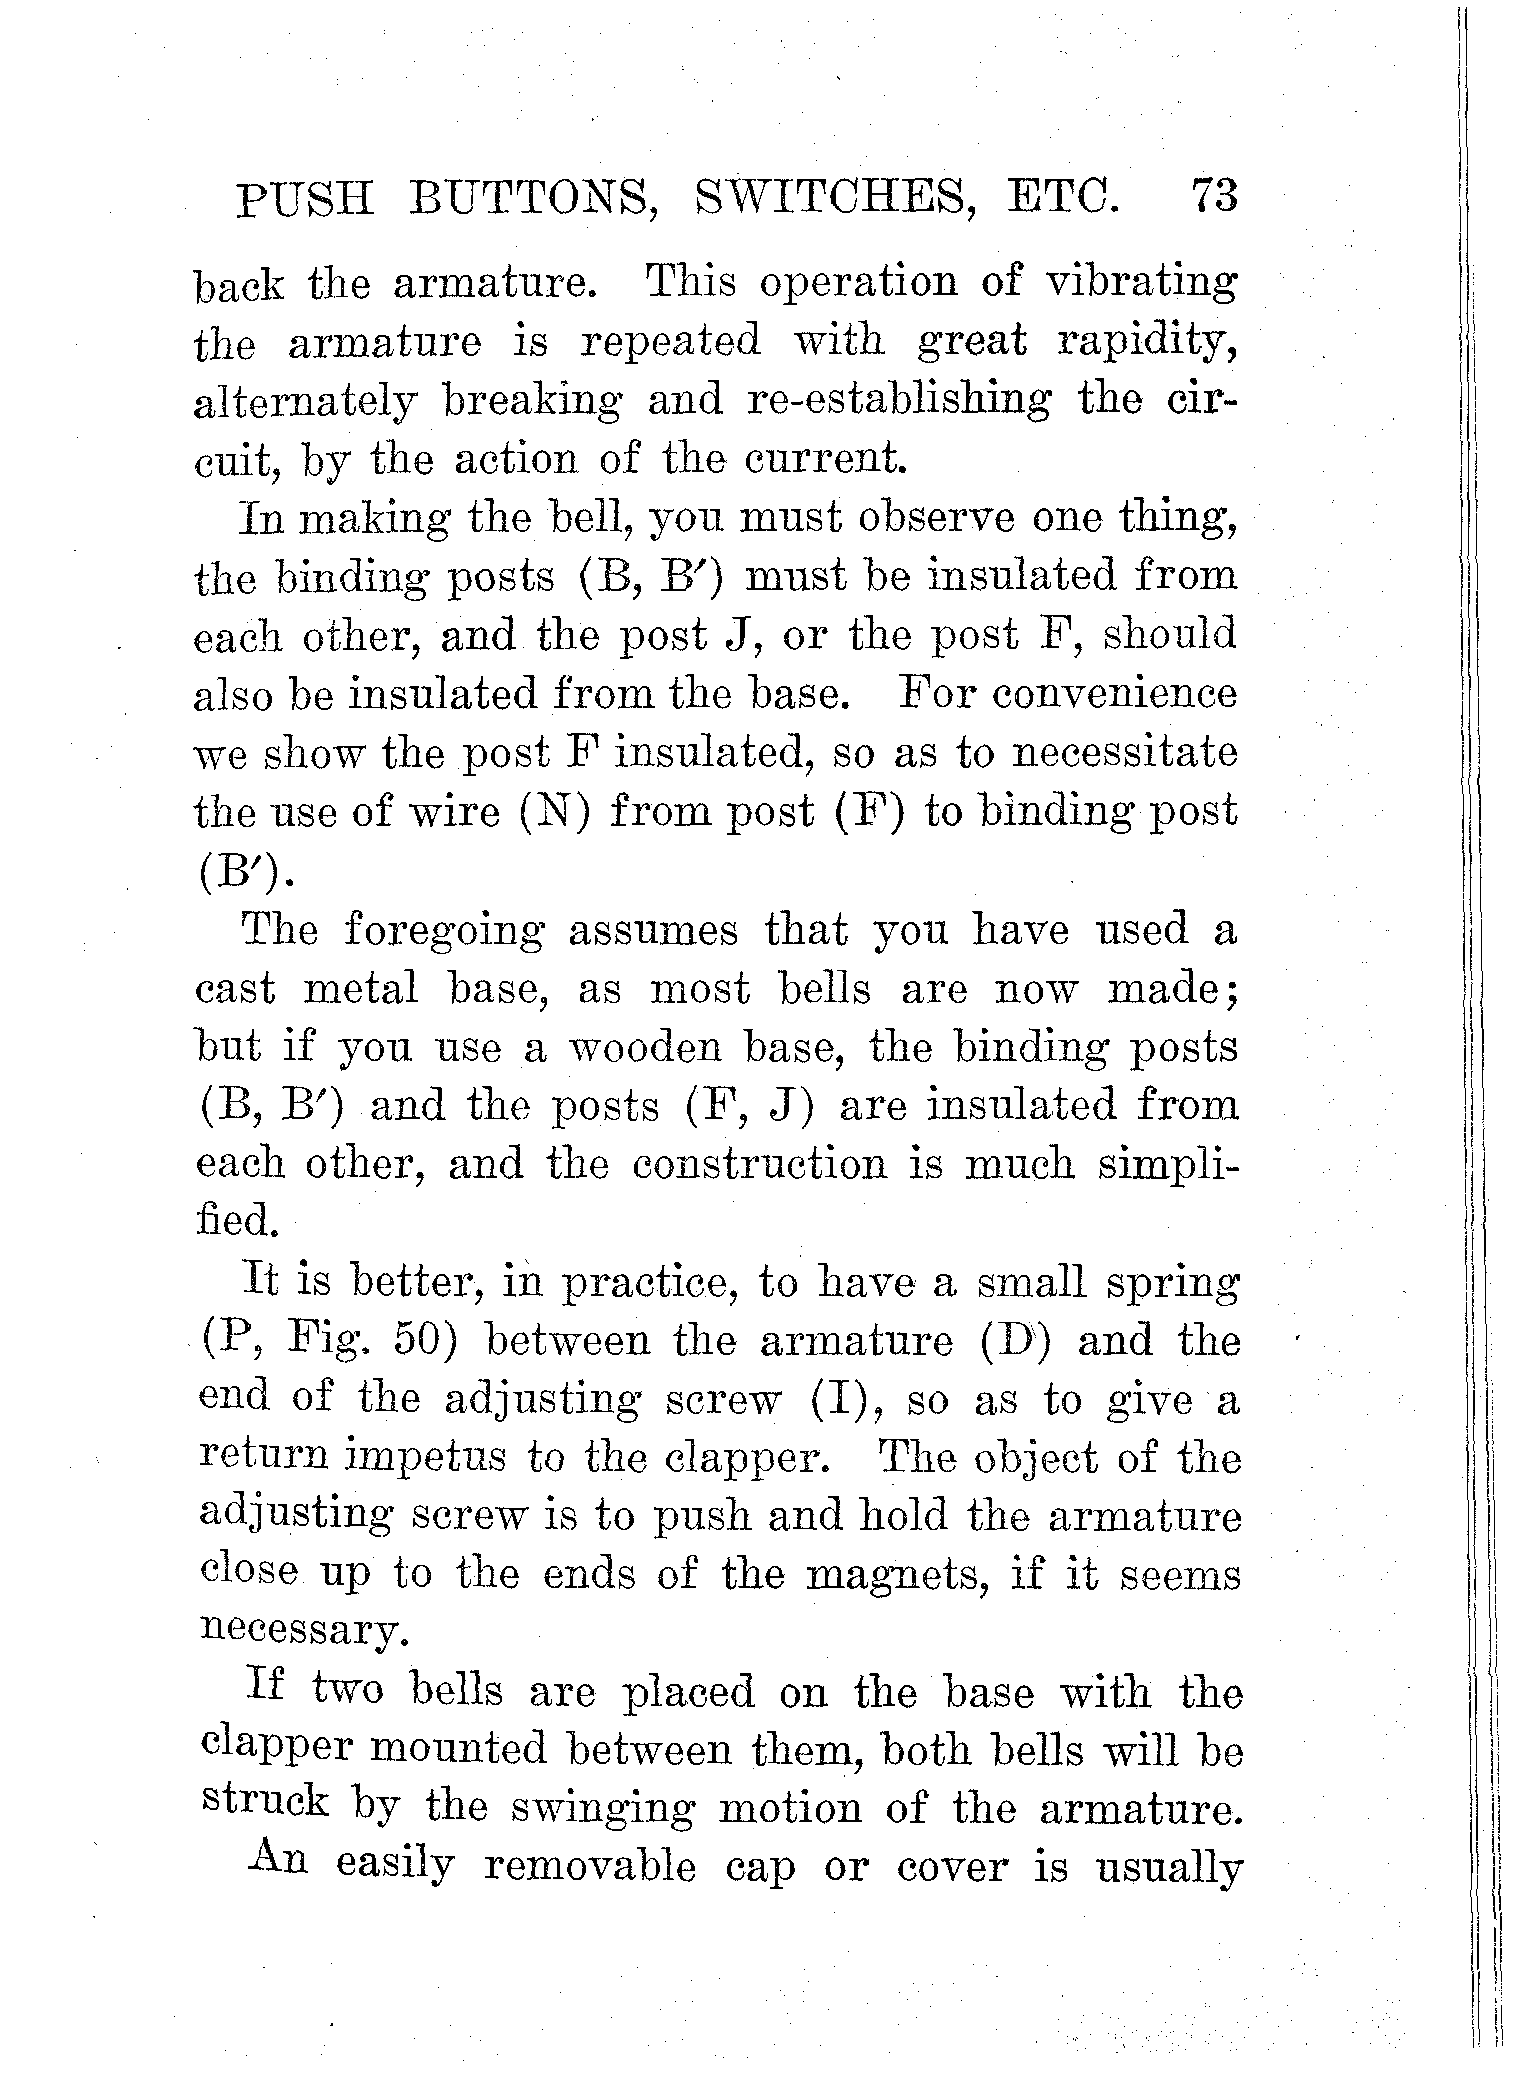 PUSH BUTTONS, SWITCHES, ETC. 73
back the armature. This operation of vibrating
the armature is repeated with great rapidity,
alternately breaking and re-establishing the cir-
cuit, by the action of the current.
In making the bell, you must observe one thing,
the binding posts (B, B′) must be insulated from
each other, and the post J, or the post F, should
also be insulated from the base. For convenience
we show the post F insulated, so as to necessitate
the use of wire (N) from post (F) to binding post
(B′).
The foregoing assumes that you have used a
cast metal base, as most bells are now made;
but if you use a wooden base, the binding posts
(B, B′) and the posts (F, J) are insulated from
each other, and the construction is much simpli-
fied.
It is better, in practice, to have a small spring
(P, Fig. 50) between the armature (D) and the
end of the adjusting screw (I), so as to give a
return impetus to the clapper. The object of the
adjusting screw is to push and hold the armature
close up to the ends of the magnets, if it seems
necessary.
If two bells are placed on the base with the
clapper mounted between them, both bells will be
struck by the swinging motion of the armature.
An easily removable cap or cover is usually